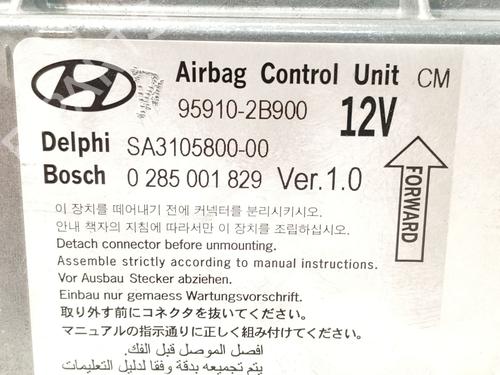 Airbag Control Unit CM
95910-2B900 12V
Delphi SA3105800-00
Bosch 0 285 001 829 Ver.1.0
FORWARD
이 장치를 떼어내기 전에 커넥터를 분리시키시오.
안내 책자의 지침에 따라서만 이 장치를 조립하십시오.
Detach connector before unmounting.
Assemble strictly according to manual instructions.
Vor Ausbau Stecker abziehen.
Einbau nur gemaess Wartungsvorschrift.
取り外す前にコネクタを抜いてください。
マニュアルの指示通りに正しく組み付けてください。
افصل الموصل قبل الفك.
يتم تجميعه بدقة وفقا لدليل التعليمات